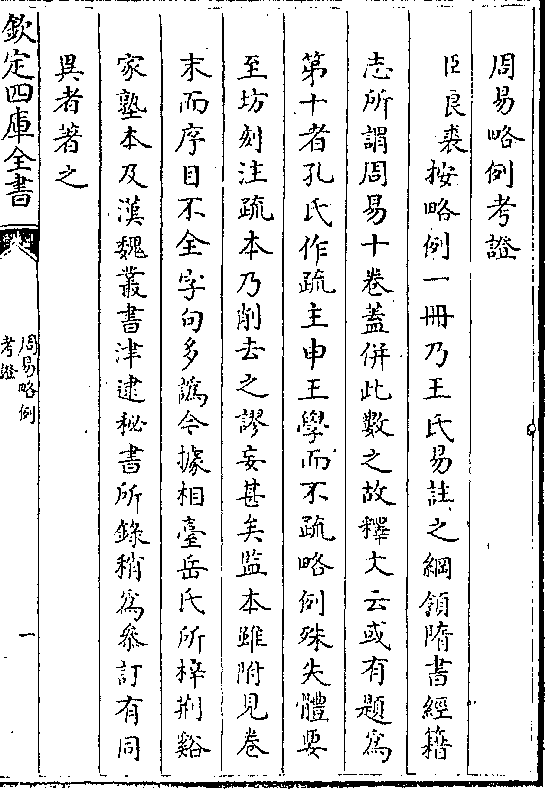 周易略例考證
臣良裘按略例一冊乃王氏易註之綱領隋書經籍
志所謂周易十卷蓋併此數之故釋文云或有題爲
第十者孔氏作疏主申王學而不疏略例殊失體要
至坊刻注疏本乃削去之謬妄甚矣監本雖附見卷
末而序目不全字句多譌今據相臺岳氏所梓荆谿
家塾本及漢魏叢書津逮秘書所錄稍爲參訂有同
異者著之
欽定四庫全書
周易略例
考證
一